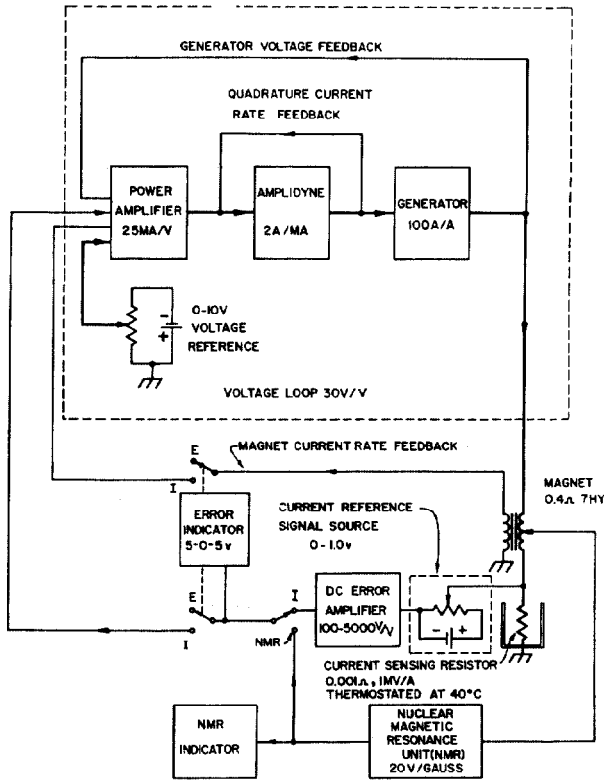 GENERATOR VOLTAGE FEEDBACK
QUADRATURE CURRENT
RATE FEEDBACK
POWER
AMPLIFIER
25MA/V
AMPLIDYNE
2A/MA
GENERATOR
100A/A
0-10V
VOLTAGE
REFERENCE
-
+
VOLTAGE LOOP 30V/V
E
I
MAGNET CURRENT RATE FEEDBACK
MAGNET
0.4Ω 7HY
ERROR
INDICATOR
5-0-5V
CURRENT REFERENCE
SIGNAL SOURCE
0-1.0V
E
I
I
NMR
DC ERROR
AMPLIFIER
100-5000V/V
+
CURRENT SENSING RESISTOR
0.001Ω, 1MV/A
THERMOSTATED AT 40°C
NMR
INDICATOR
NUCLEAR
MAGNETIC
RESONANCE
UNIT(NMR)
20V/GAUSS